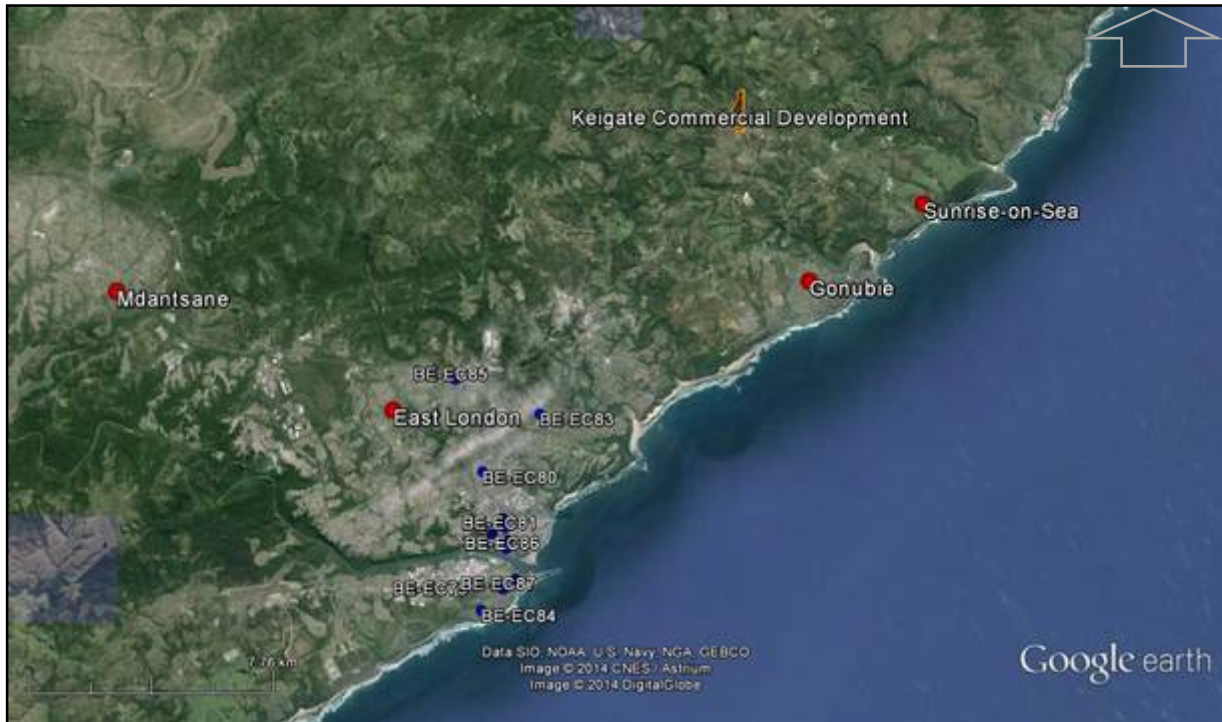 Keigate Commercial Development
Sunrise-on-Sea
Gonubie
Mdantsane
BE-EC85
East London
BE-EC83
BE-EC80
BE-EC81
BE-EC86
BE-EC87
BE-EC84
7.76 km
Data SIO, NOAA, U.S. Navy, NGA, GEBCO
Image © 2014 CNES / Astrium
Image © 2014 DigitalGlobe
Google earth